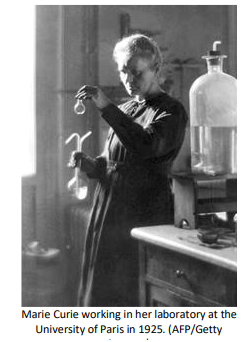 Marie Curie working in her laboratory at the
University of Paris in 1925. (AFP/Getty